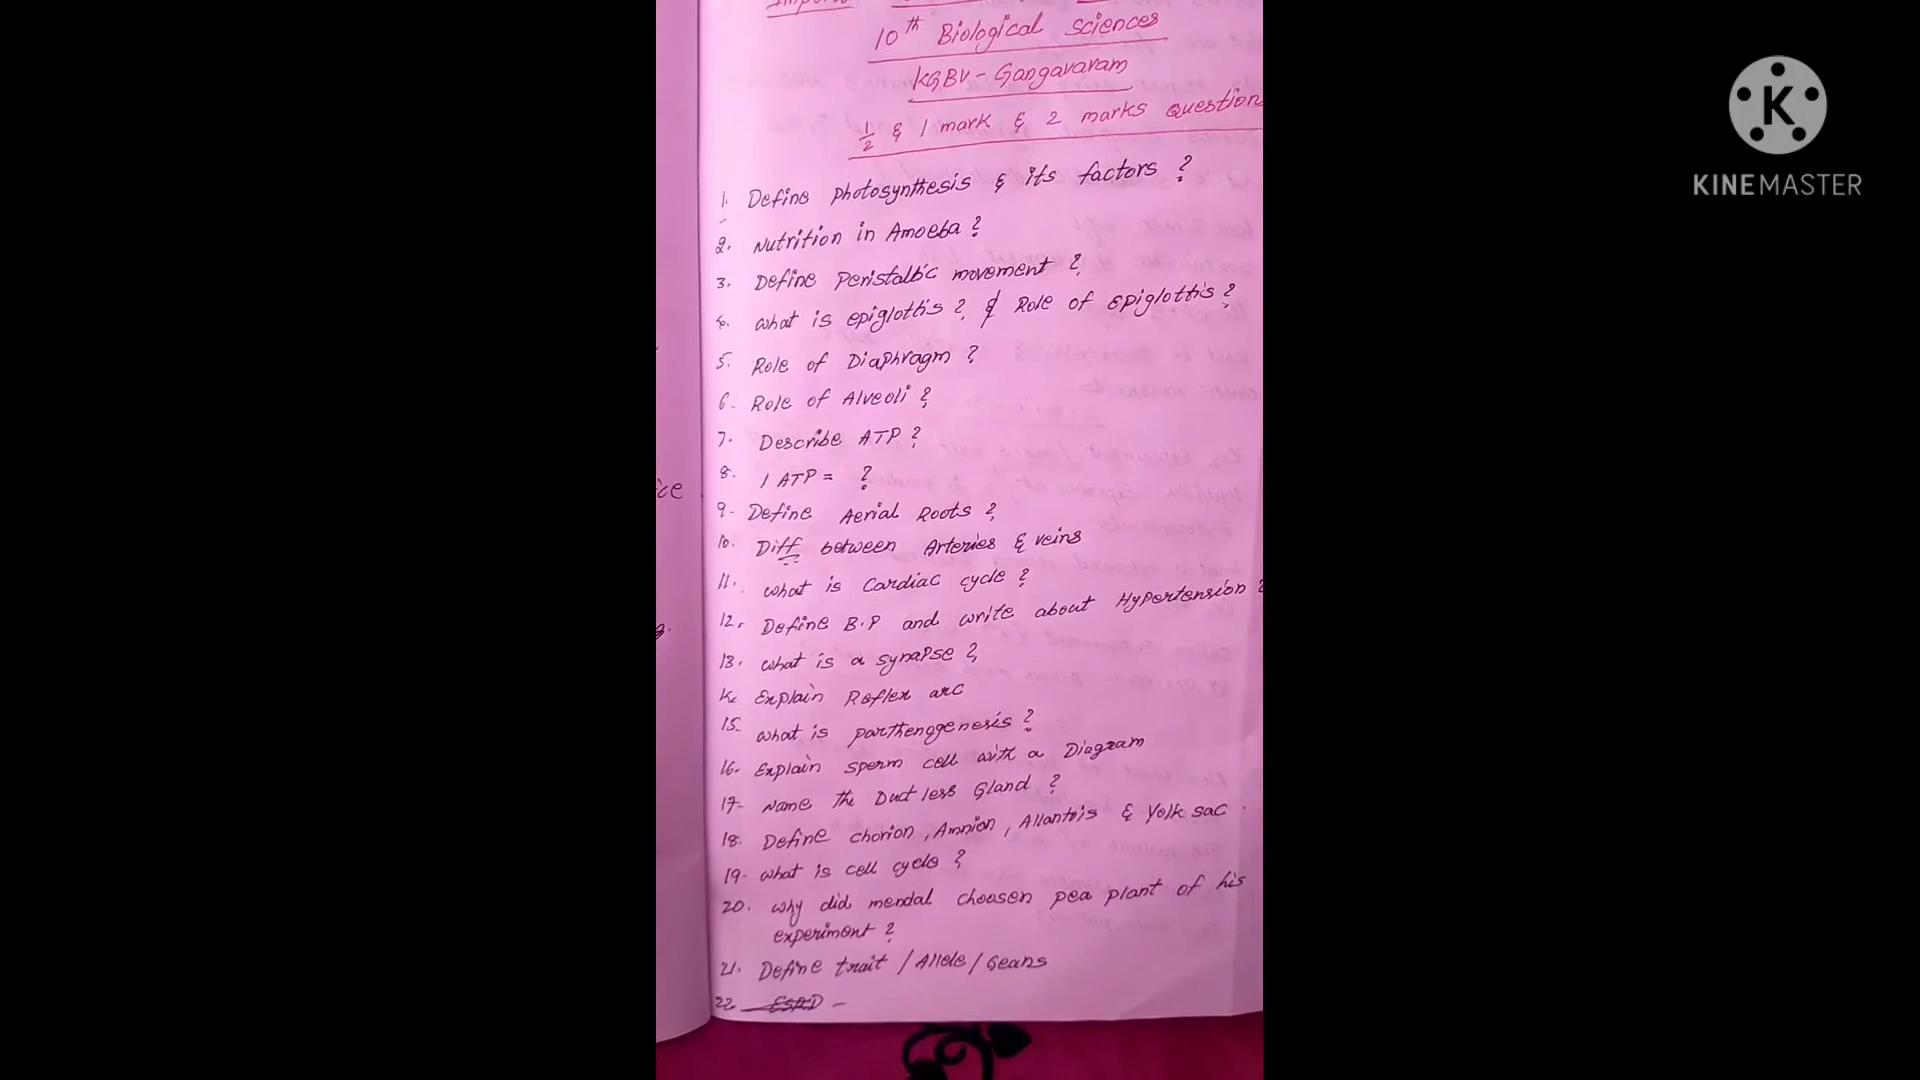 10th Biological Sciences
KGBV - Gangavaram
1/2 & 1 mark & 2 marks Question
1. Define photosynthesis & its factors ?
2. Nutrition in Amoeba ?
3. Define Peristaltic movement ?
4. What is epiglottis ? & Role of Epiglottis ?
5. Role of Diaphragm ?
6. Role of Alveoli ?
7. Describe ATP ?
8. 1 ATP = ?
9. Define Aerial Roots ?
10. Diff between Arteries & veins
11. What is Cardiac cycle ?
12. Define B.P and write about Hypertension ?
13. What is a synapse ?
14. Explain Reflex arc
15. What is parthenogenesis ?
16. Explain sperm cell with a Diagram
17. Name the Ductless Gland ?
18. Define chorion, Amnion, Allantois & Yolk sac.
19. What is cell cycle ?
20. Why did mendal choosen pea plant of his
experiment ?
21. Define trait / Allele / Geans
22
KINEMASTER